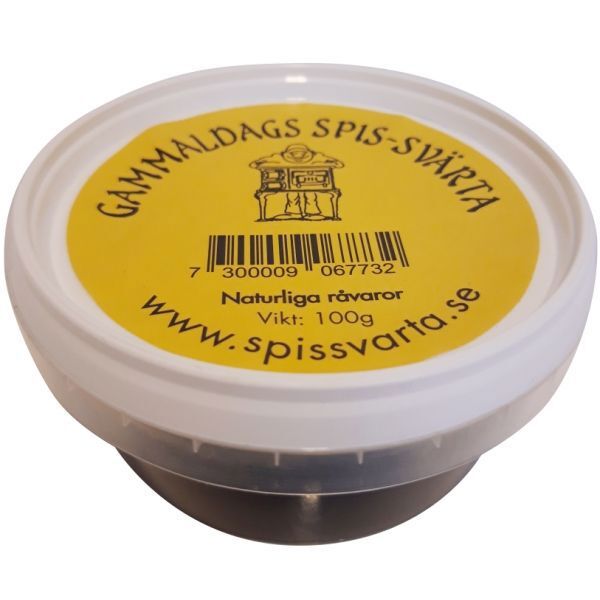 GAMMALDAGS SPIS-SVÄRTA
7 300009 067732
Naturliga råvaror
Vikt: 100g
www.spissvarta.se